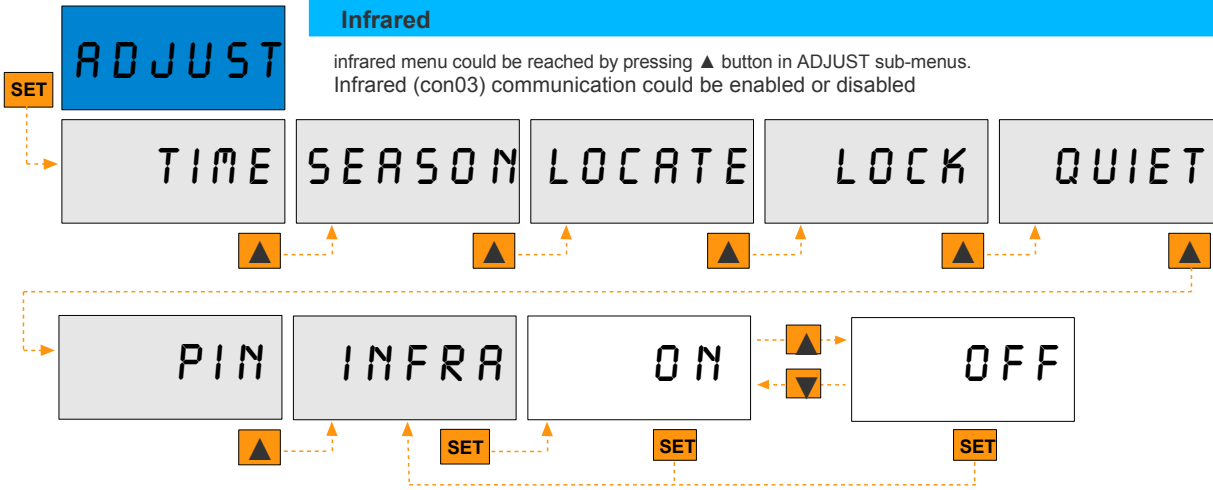 Infrared
ADJUST
infrared menu could be reached by pressing ▲ button in ADJUST sub-menus.
Infrared (con03) communication could be enabled or disabled
SET
TIME SEASON LOCATE LOCK QUIET
▲ ▲ ▲ ▲ ▲
PIN INFRA ON ▲ OFF
▼
▲ SET SET SET